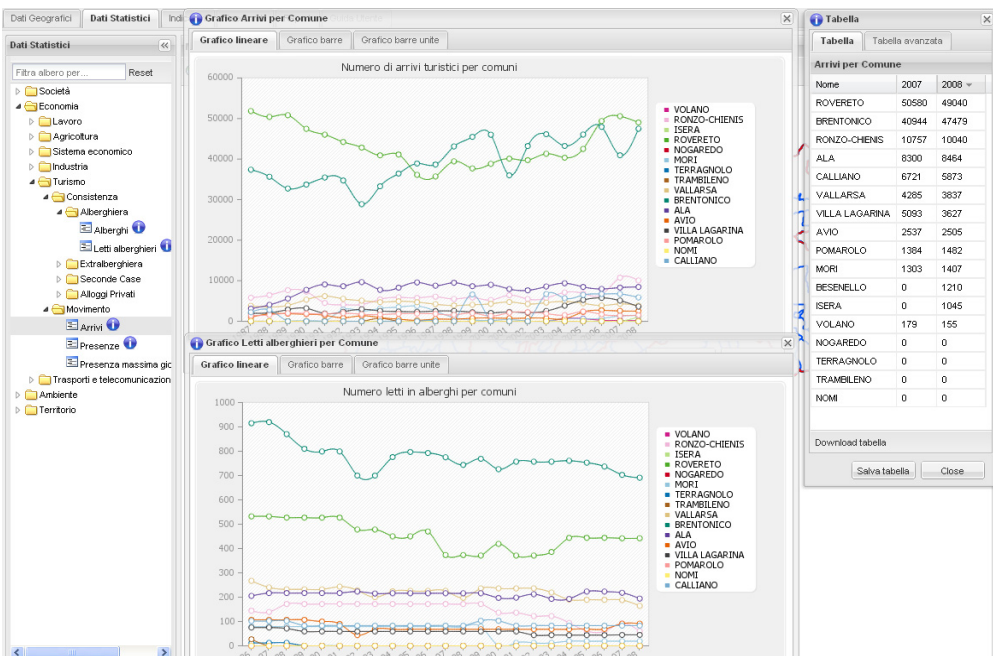 Dati Geografici
Dati Statistici
Dati Statistici
Filtra albero per...
Reset
Società
Economia
Lavoro
Agricoltura
Sistema economico
Industria
Turismo
Consistenza
Alberghiera
Alberghi
Letti alberghieri
Extralberghiera
Seconde Case
Alloggi Privati
Movimento
Arrivi
Presenze
Presenza massima gio
Trasporti e telecomunicazion
Ambiente
Territorio
Grafico Arrivi per Comune
Grafico lineare
Grafico barre
Grafico barre unite
Numero di arrivi turistici per comuni
60000
50000
40000
30000
20000
10000
0
VOLANO
RONZO-CHIENIS
ISERA
ROVERETO
NOGAREDO
MORI
TERRAGNOLO
TRAMBILENO
VALLARSA
BRENTONICO
ALA
AVIO
VILLA LAGARINA
POMAROLO
NOMI
CALLIANO
Grafico Letti alberghieri per Comune
Grafico lineare
Grafico barre
Grafico barre unite
Numero letti in alberghi per comuni
1000
900
800
700
600
500
400
300
200
100
0
VOLANO
RONZO-CHIENIS
ISERA
ROVERETO
NOGAREDO
MORI
TERRAGNOLO
TRAMBILENO
VALLARSA
BRENTONICO
ALA
AVIO
VILLA LAGARINA
POMAROLO
NOMI
CALLIANO
Tabella
Tabella
Tabella avanzata
Arrivi per Comune
Nome 2007 2008
ROVERETO 50580 49040
BRENTONICO 40944 47479
RONZO-CHIENIS 10757 10040
ALA 8300 8464
CALLIANO 6721 5873
VALLARSA 4285 3837
VILLA LAGARINA 5093 3627
AVIO 2537 2505
POMAROLO 1384 1482
MORI 1303 1407
BESENELLO 0 1210
ISERA 0 1045
VOLANO 179 155
NOGAREDO 0 0
TERRAGNOLO 0 0
TRAMBILENO 0 0
NOMI 0 0
Download tabella
Salva tabella
Close